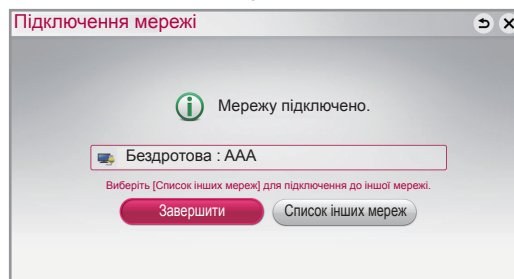 Підключення мережі
Мережу підключено.
Бездротова : AAA
Виберіть [Список інших мереж] для підключення до іншої мережі.
Завершити
Список інших мереж